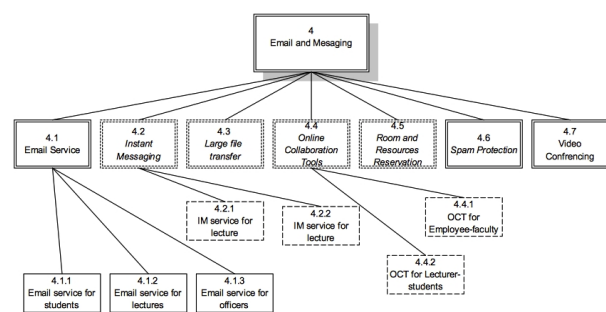 4
Email and Mesaging
4.1
Email Service
4.2
Instant
Messaging
4.3
Large file
transfer
4.4
Online
Collaboration
Tools
4.5
Room and
Resources
Reservation
4.6
Spam Protection
4.7
Video
Confrencing
4.2.1
IM service for
lecture
4.2.2
IM service for
lecture
4.4.1
OCT for
Employee-faculty
4.4.2
OCT for Lecturer-
students
4.1.1
Email service for
students
4.1.2
Email service for
lectures
4.1.3
Email service for
officers